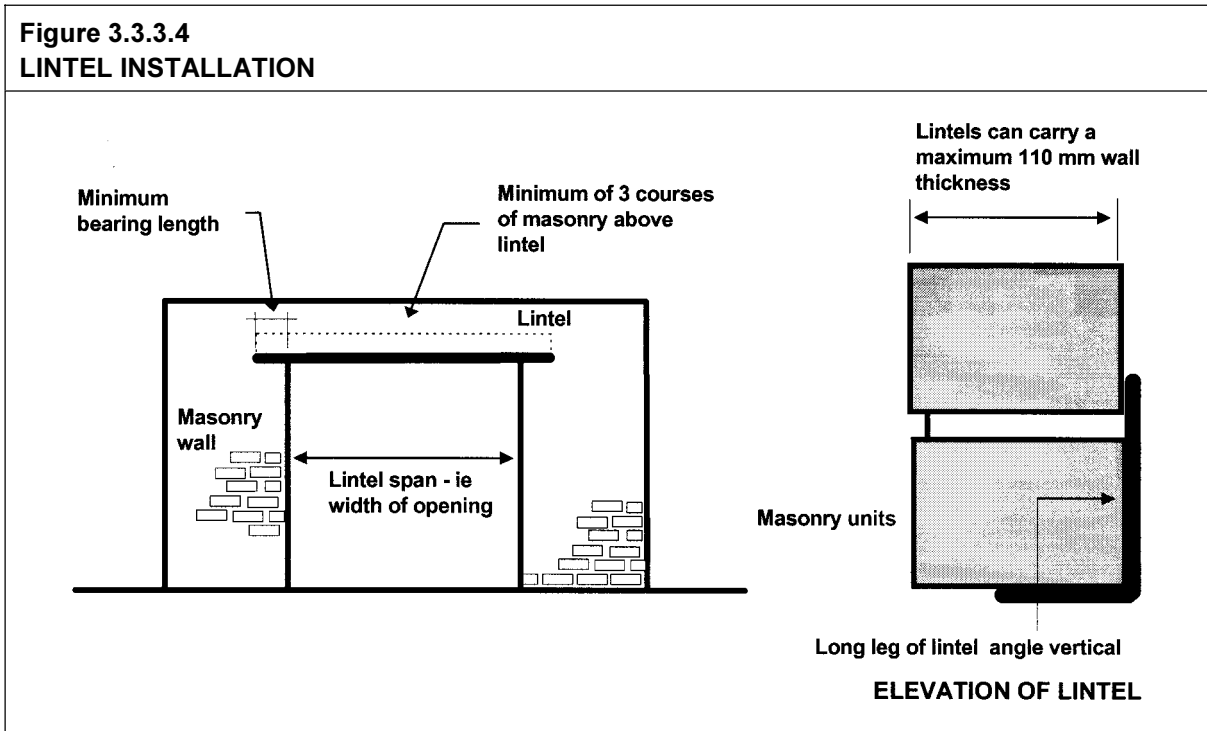 Figure 3.3.3.4
LINTEL INSTALLATION
Minimum
bearing length
Minimum of 3 courses
of masonry above
lintel
Lintel
Masonry
wall
Lintel span - ie
width of opening
Lintels can carry a
maximum 110 mm wall
thickness
Masonry units
Long leg of lintel angle vertical
ELEVATION OF LINTEL